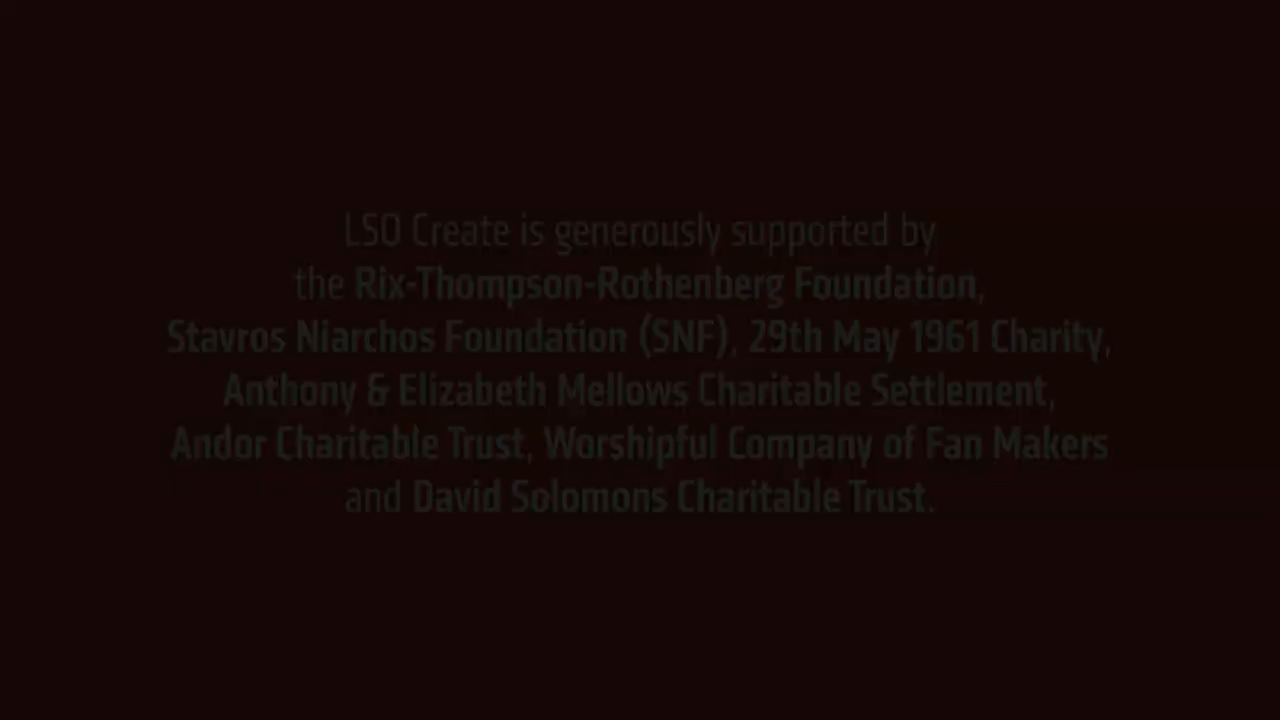 LSO Create is generously supported by
the Rix-Thompson-Rothenberg Foundation,
Stavros Niarchos Foundation (SNF), 29th May 1961 Charity,
Anthony & Elizabeth Mellows Charitable Settlement,
Andor Charitable Trust, Worshipful Company of Fan Makers
and David Solomons Charitable Trust.